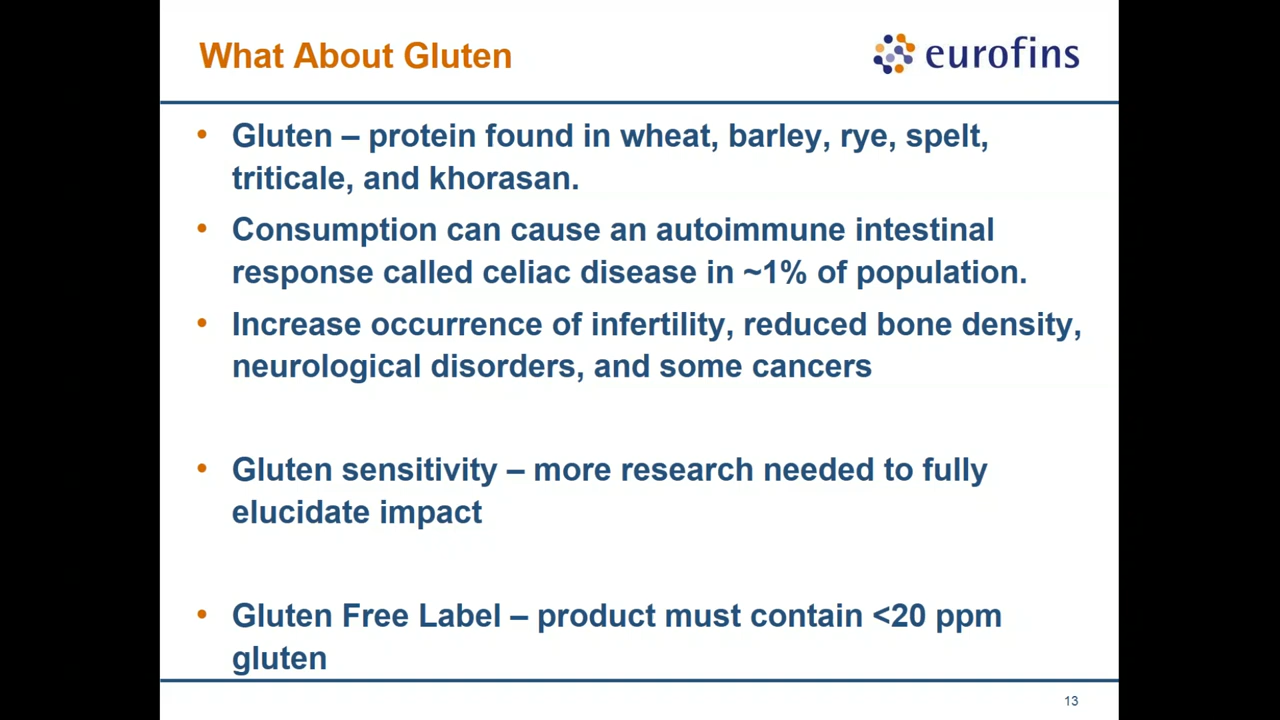 What About Gluten
eurofins
• Gluten – protein found in wheat, barley, rye, spelt,
triticale, and khorasan.
• Consumption can cause an autoimmune intestinal
response called celiac disease in ~1% of population.
• Increase occurrence of infertility, reduced bone density,
neurological disorders, and some cancers
• Gluten sensitivity – more research needed to fully
elucidate impact
• Gluten Free Label – product must contain <20 ppm
gluten
13